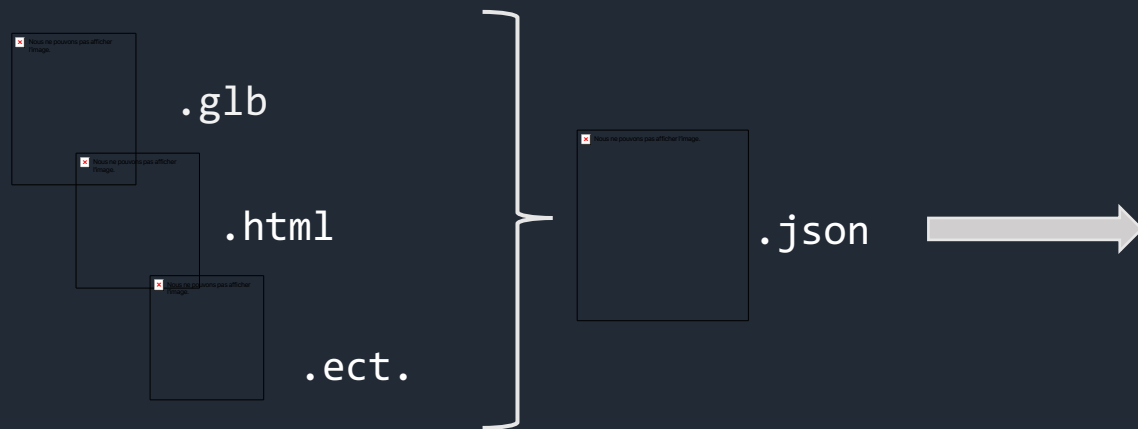 Nous ne pouvons pas afficher
l'image.
.glb
Nous ne pouvons pas afficher
l'image.
.html
Nous ne pouvons pas afficher
l'image.
.ect.
Nous ne pouvons pas afficher l'image.
.json